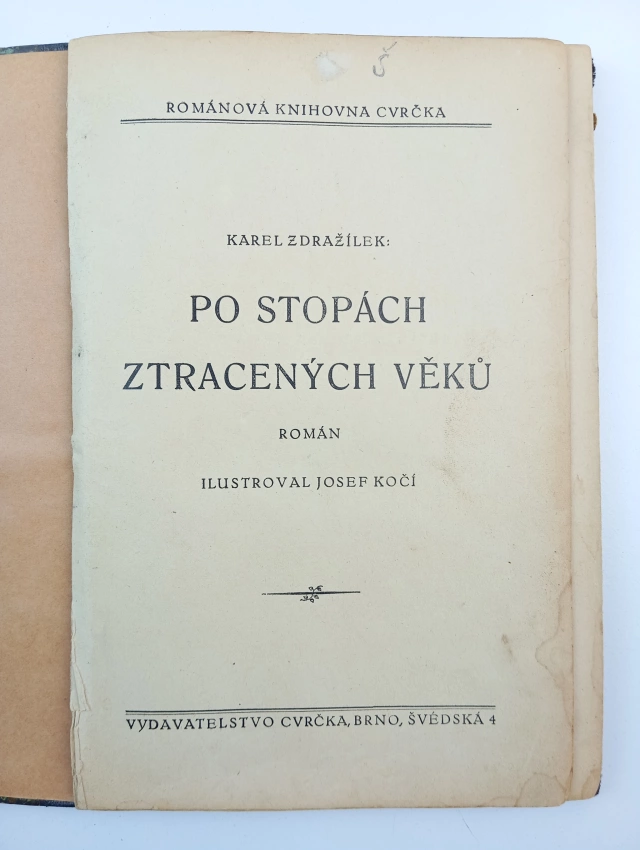 š
ROMÁNOVÁ KNIHOVNA CVRČKA
KAREL ZDRAŽÍLEK:
PO STOPÁCH
ZTRACENÝCH VĚKŮ
ROMÁN
ILUSTROVAL JOSEF KOČÍ
VYDAVATELSTVO CVRČKA, BRNO, ŠVÉDSKÁ 4